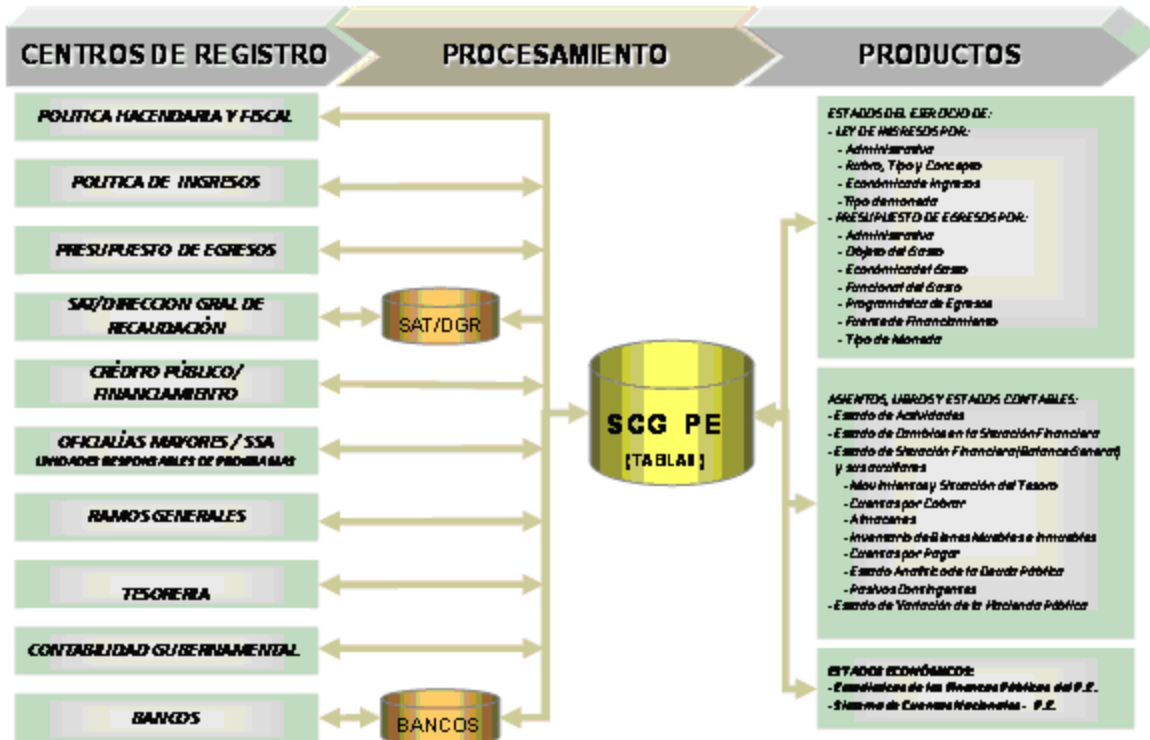 CENTROS DE REGISTRO
PROCESAMIENTO
PRODUCTOS
POLITICA HACENDARIA Y FISCAL
POLITICA DE INGRESOS
PRESUPUESTO DE EGRESOS
SAT/DIRECCION GRAL DE
RECAUDACIÓN
CRÉDITO PÚBLICO/
FINANCIAMIENTO
OFICIALÍAS MAYORES / SSA
UNIDADES RESPONSABLES DE PROGRAMAS
RAMOS GENERALES
TESORERIA
CONTABILIDAD GUBERNAMENTAL
BANCOS
SAT/DGR
BANCOS
SCG PE
(TABLAS)
ESTADOS DEL EJERCICIO DE:
- LEY DE INGRESOS POR:
- Administrativa
- Rubro, Tipo y Concepto
- Económica de Ingresos
- Tipo de moneda
- PRESUPUESTO DE EGRESOS POR:
- Administrativa
- Objeto del Gasto
- Económica del Gasto
- Funcional del Gasto
- Programática de Egresos
- Fuente de Financiamiento
- Tipo de Moneda
ASIENTOS, LIBROS Y ESTADOS CONTABLES:
- Estado de Actividades
- Estado de Cambios en la Situación Financiera
- Estado de Situación Financiera (Balance General)
y sus auxiliares
- Movimientos y Situación del Tesoro
- Cuentas por Cobrar
- Almacenes
- Inventario de Bienes Muebles e Inmuebles
- Cuentas por Pagar
- Estado Analítico de la Deuda Pública
- Pasivos Contingentes
- Estado de Variación de la Hacienda Pública
ESTADOS ECONÓMICOS:
- Estadísticas de las Finanzas Públicas del P.E.
- Sistema de Cuentas Nacionales - P.E.